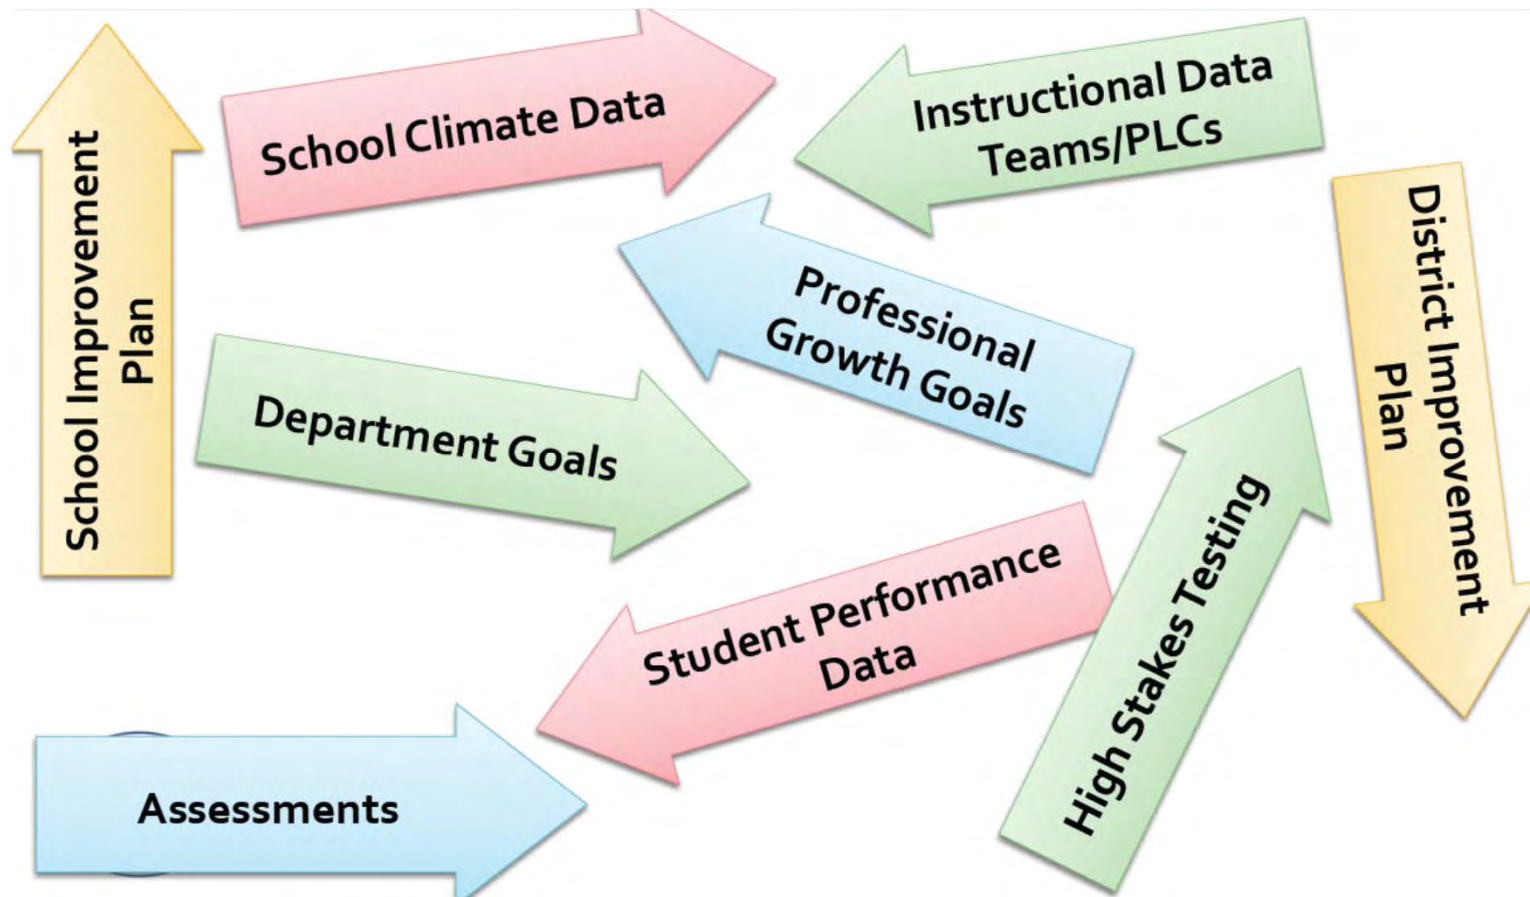 School Improvement
Plan
School Climate Data
Instructional Data
Teams/PLCs
District Improvement
Plan
Professional
Growth Goals
Department Goals
Student Performance
Data
High Stakes Testing
Assessments